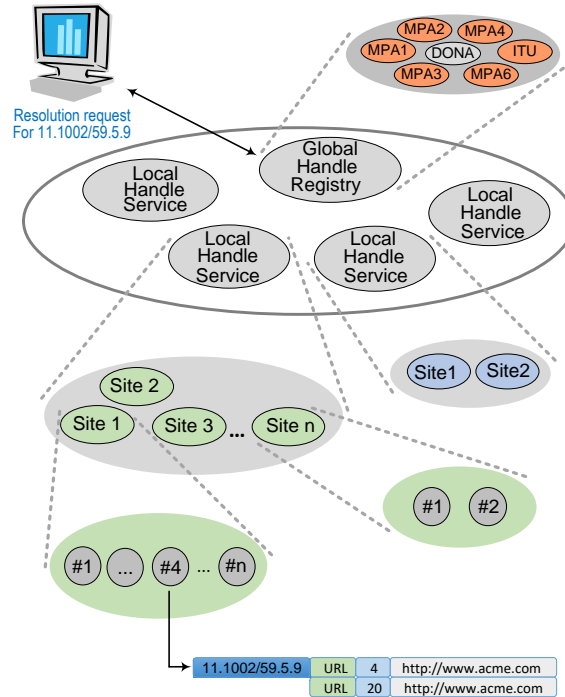 MPA2
MPA4
MPA1
DONA
ITU
MPA3
MPA6
Resolution request
For 11.1002/59.5.9
Global
Handle
Registry
Local
Handle
Service
Local
Handle
Service
Local
Handle
Service
Local
Handle
Service
Site1
Site2
Site 2
Site 1
Site 3
...
Site n
#1
#2
#1
...
#4
...
#n
11.1002/59.5.9 URL 4 http://www.acme.com
URL 20 http://www.acme.com